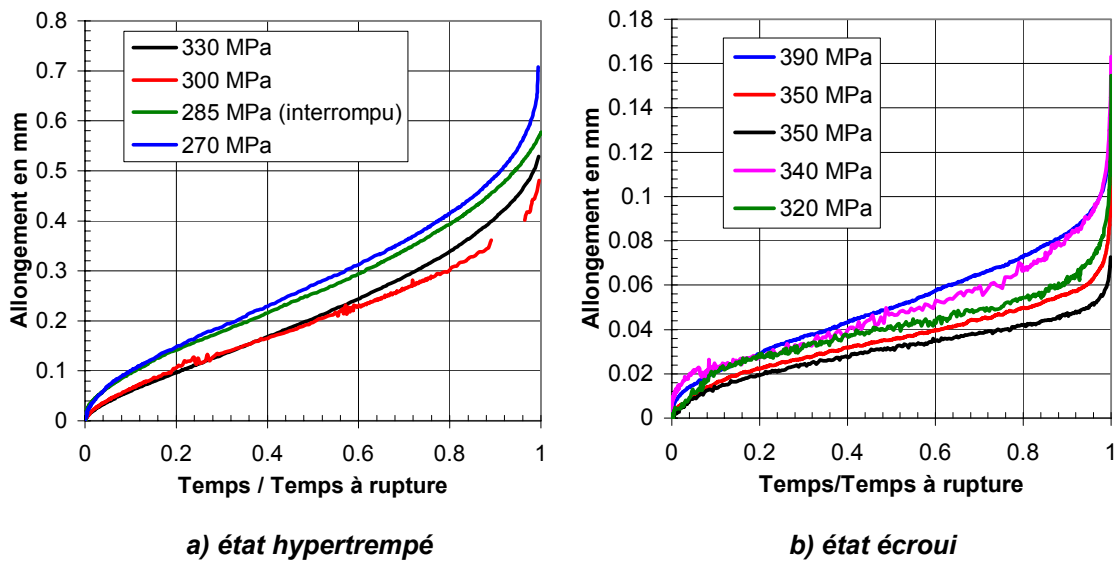 0.8
0.7
0.6
0.5
0.4
0.3
0.2
0.1
0
Allongement en mm
330 MPa
300 MPa
285 MPa (interrompu)
270 MPa
0
0.2
0.4
0.6
0.8
1
Temps / Temps à rupture
a) état hypertrempé
0.18
0.16
0.14
0.12
0.10
0.08
0.06
0.04
0.02
0
Allongement en mm
390 MPa
350 MPa
350 MPa
340 MPa
320 MPa
0
0.2
0.4
0.6
0.8
1
Temps/Temps à rupture
b) état écroui